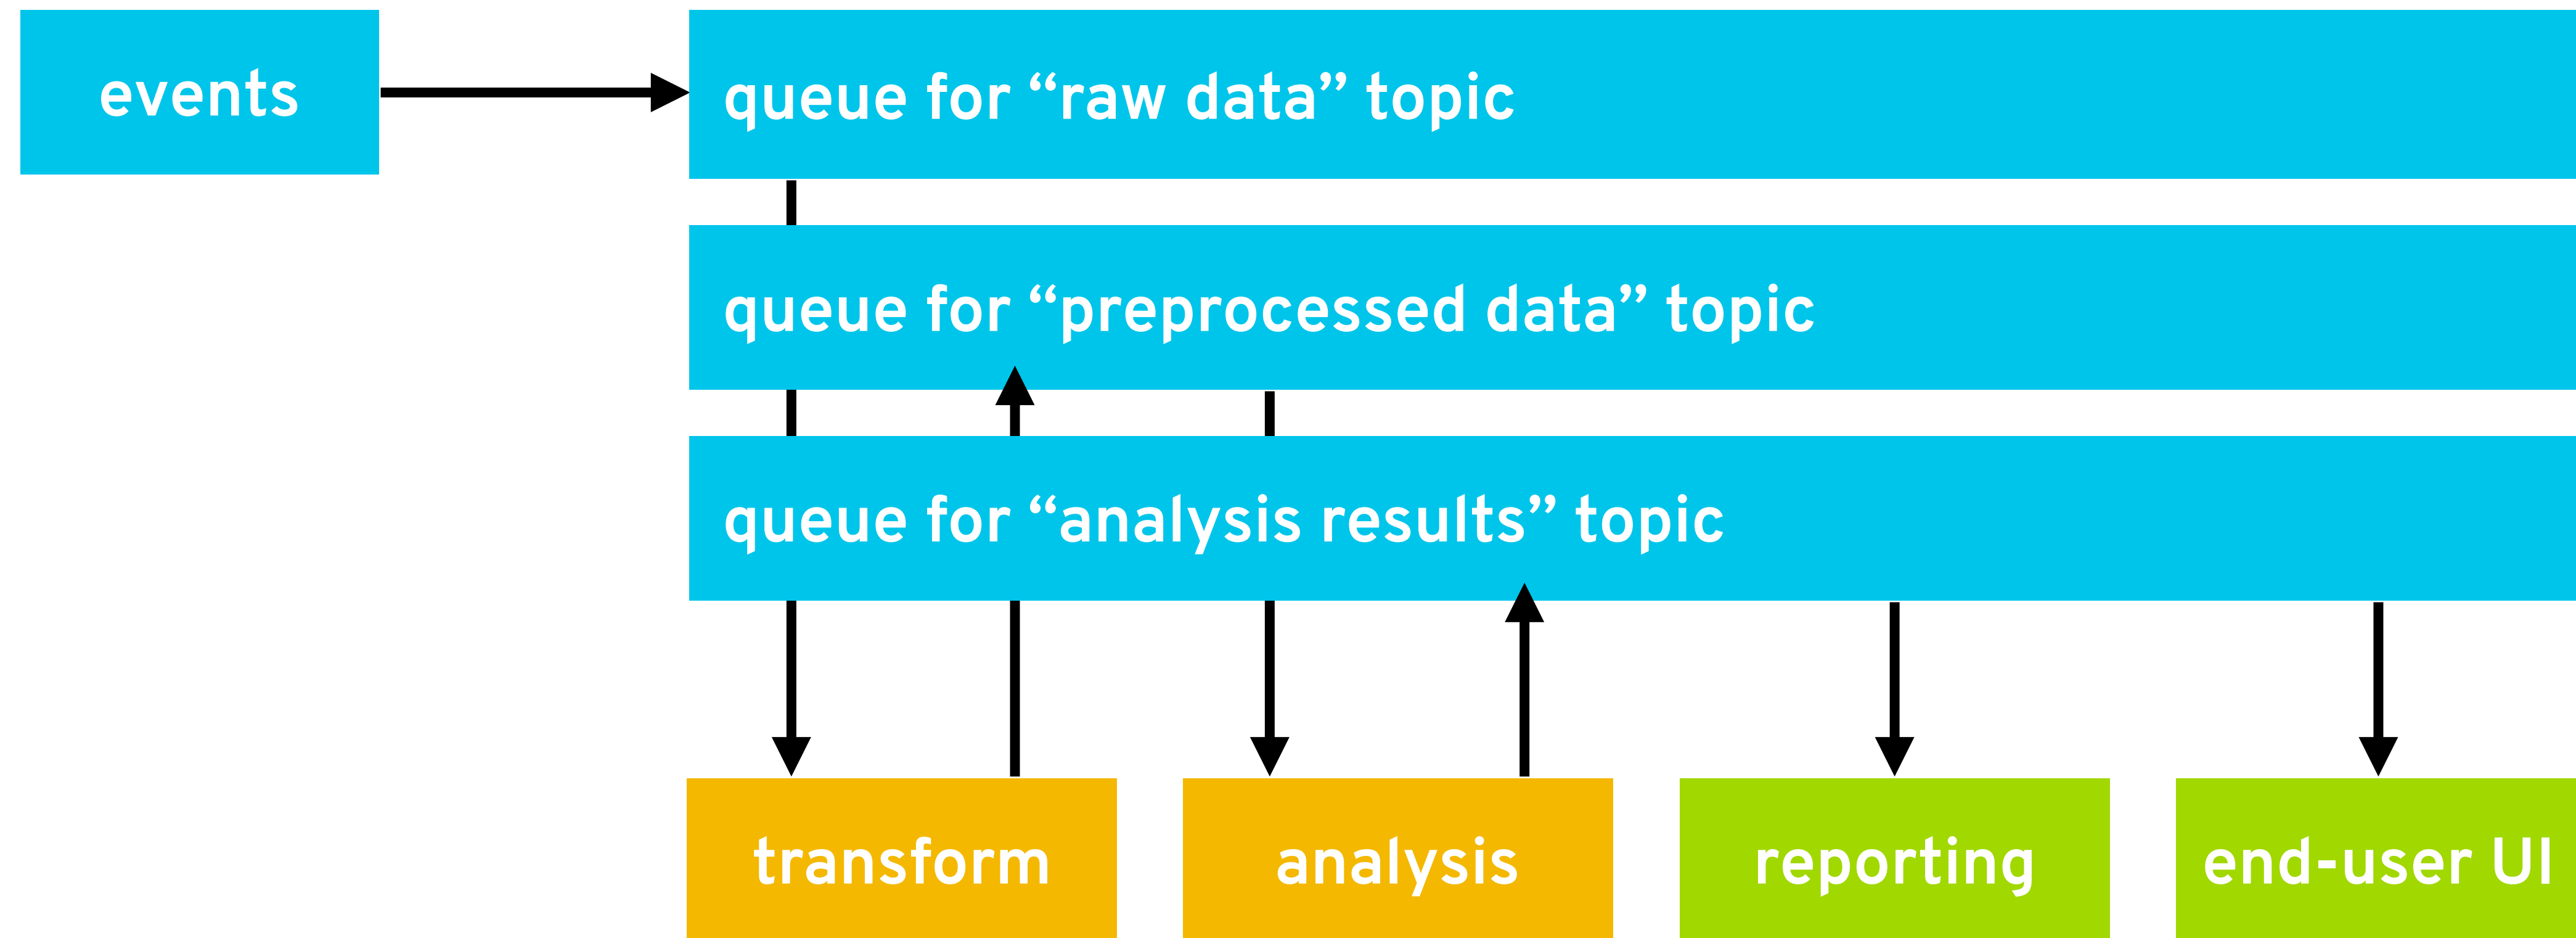 events
queue for “raw data” topic
queue for “preprocessed data” topic
queue for “analysis results” topic
transform
analysis
reporting
end-user UI